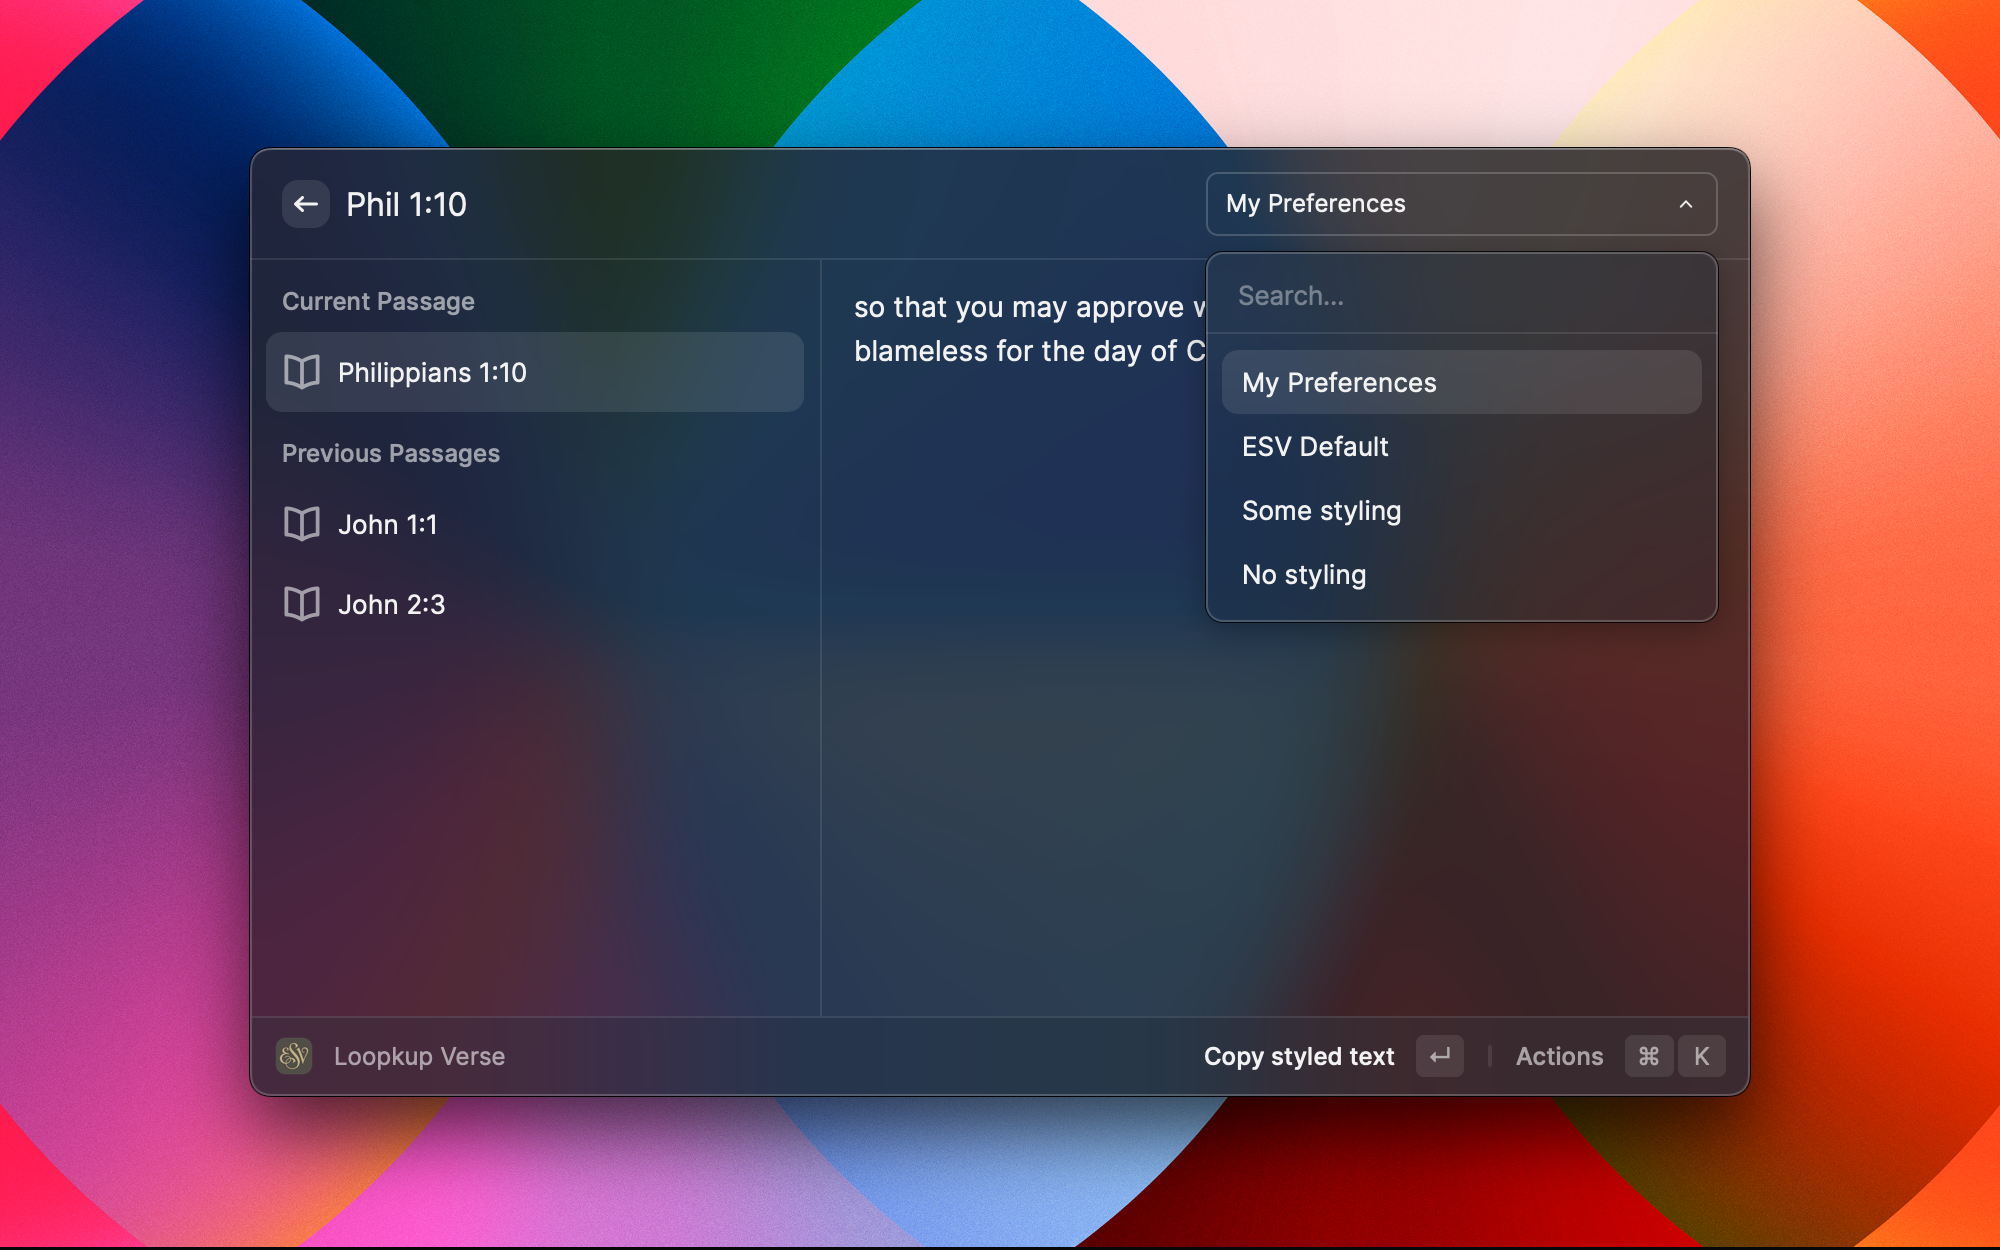 Phil 1:10
My Preferences
Current Passage
Philippians 1:10
Previous Passages
John 1:1
John 2:3
so that you may approve
blameless for the day of
Search...
My Preferences
ESV Default
Some styling
No styling
ESV
Loopkup Verse
Copy styled text
Actions
⌘ K